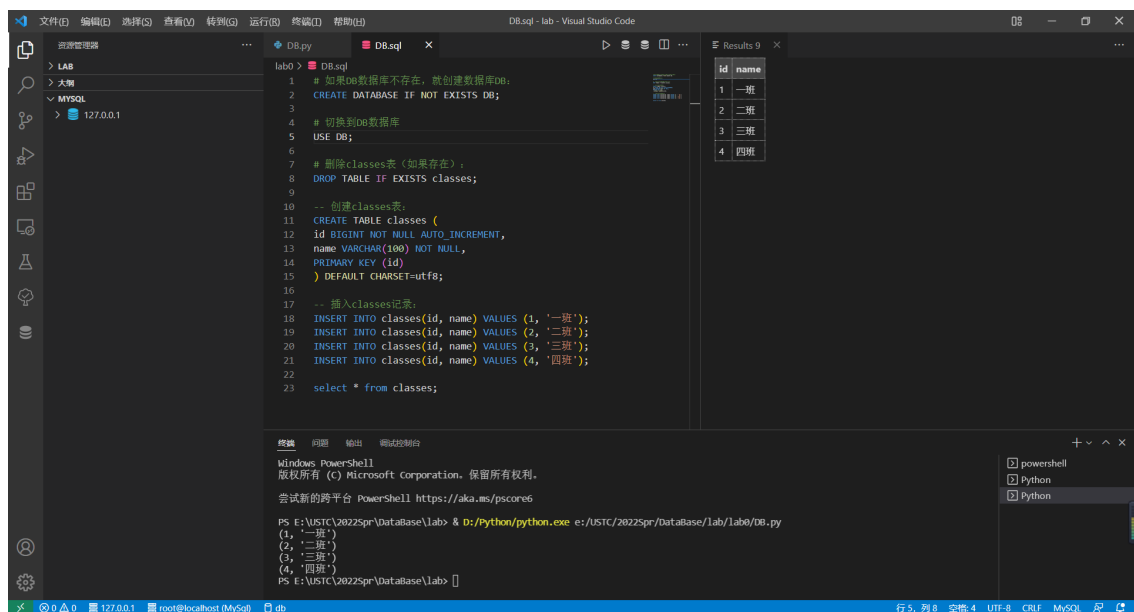 文件(F) 编辑(E) 选择(S) 查看(V) 转到(G) 运行(R) 终端(T) 帮助(H) DB.sql - lab - Visual Studio Code
资源管理器
LAB
大纲
MYSQL
127.0.0.1
DB.py DB.sql
lab0 > DB.sql
1 # 如果DB数据库不存在，就创建数据库DB：
2 CREATE DATABASE IF NOT EXISTS DB;
3
4 # 切换到DB数据库
5 USE DB;
6
7 # 删除classes表（如果存在）：
8 DROP TABLE IF EXISTS classes;
9
10 -- 创建classes表：
11 CREATE TABLE classes (
12 id BIGINT NOT NULL AUTO_INCREMENT,
13 name VARCHAR(100) NOT NULL,
14 PRIMARY KEY (id)
15 ) DEFAULT CHARSET=utf8;
16
17 -- 插入classes记录：
18 INSERT INTO classes(id, name) VALUES (1, '一班');
19 INSERT INTO classes(id, name) VALUES (2, '二班');
20 INSERT INTO classes(id, name) VALUES (3, '三班');
21 INSERT INTO classes(id, name) VALUES (4, '四班');
22
23 select * from classes;
Results 9
id name
1 一班
2 二班
3 三班
4 四班
终端 问题 输出 调试控制台
Windows PowerShell
版权所有 (C) Microsoft Corporation。保留所有权利。
尝试新的跨平台 PowerShell https://aka.ms/pscore6
PS E:\USTC\2022Spr\DataBase\lab> & D:/Python/python.exe e:/USTC/2022Spr/DataBase/lab/lab0/DB.py
(1, '一班')
(2, '二班')
(3, '三班')
(4, '四班')
PS E:\USTC\2022Spr\DataBase\lab>
powershell
Python
Python
0 0 127.0.0.1 root@localhost (MySql) db 行 5，列 8 空格: 4 UTF-8 CRLF MySQL